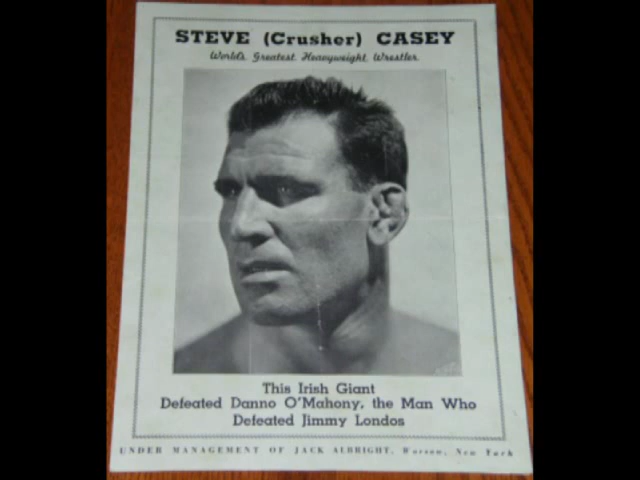 STEVE (Crusher) CASEY
World's Greatest Heavyweight Wrestler
This Irish Giant
Defeated Danno O'Mahony, the Man Who
Defeated Jimmy Londos
UNDER MANAGEMENT OF JACK ALBRIGHT, Warsaw, New York